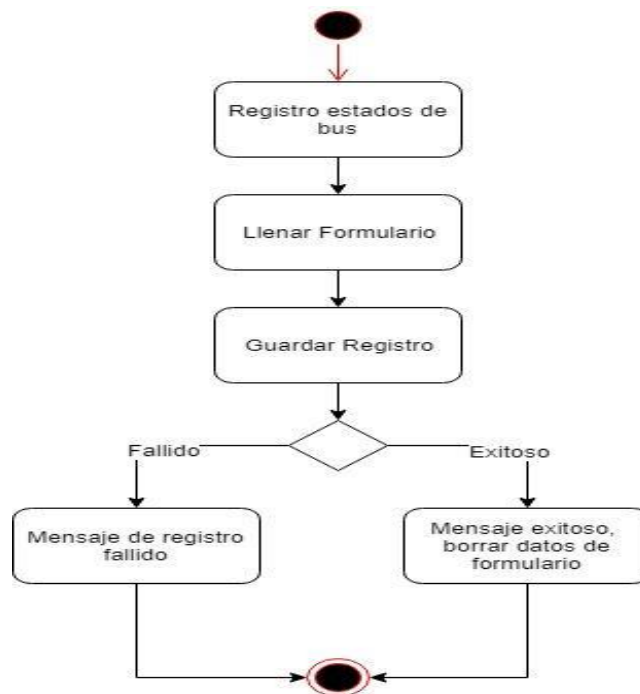 Registro estados de
bus
Llenar Formulario
Guardar Registro
Fallido
Exitoso
Mensaje de registro
fallido
Mensaje exitoso,
borrar datos de
formulario